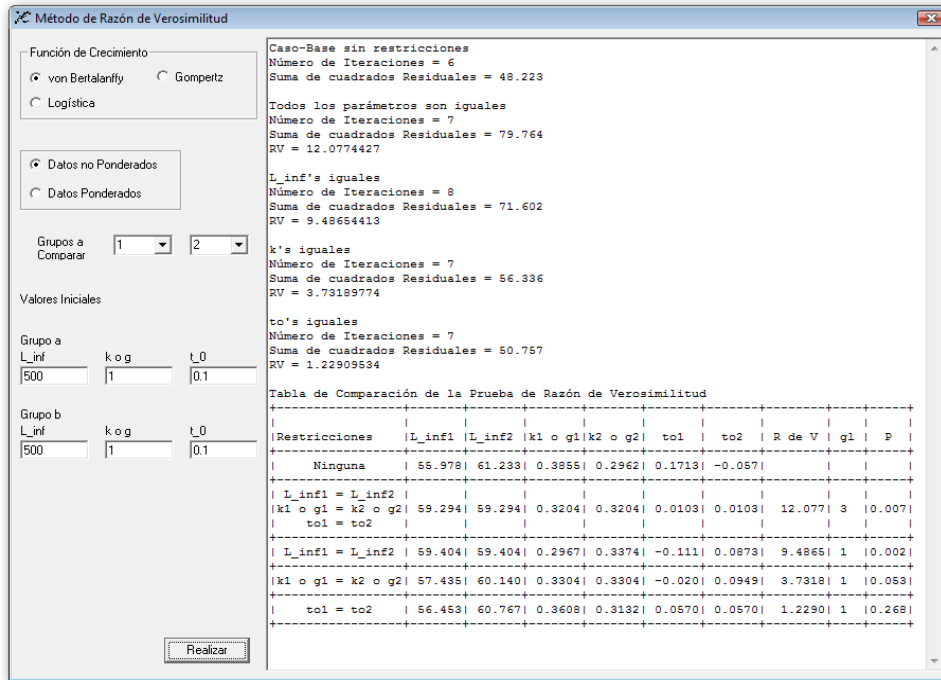 Método de Razón de Verosimilitud
Función de Crecimiento
von Bertalanffy
Gompertz
Logística
Datos no Ponderados
Datos Ponderados
Grupos a
Comparar
1
2
Valores Iniciales
Grupo a
L_inf k o g t_0
500 1 0.1
Grupo b
L_inf k o g t_0
500 1 0.1
Realizar
Caso-Base sin restricciones
Número de Iteraciones = 6
Suma de cuadrados Residuales = 48.223
Todos los parámetros son iguales
Número de Iteraciones = 7
Suma de cuadrados Residuales = 79.764
RV = 12.0774427
L_inf's iguales
Número de Iteraciones = 8
Suma de cuadrados Residuales = 71.602
RV = 9.48654413
k's iguales
Número de Iteraciones = 7
Suma de cuadrados Residuales = 56.336
RV = 3.73189774
to's iguales
Número de Iteraciones = 7
Suma de cuadrados Residuales = 50.757
RV = 1.22909534
Tabla de Comparación de la Prueba de Razón de Verosimilitud
|Restricciones |L_inf1 |L_inf2 |k1 o g1|k2 o g2| to1 | to2 | R de V | gl | P |
| Ninguna | 55.978| 61.233| 0.3855| 0.2962| 0.1713| -0.057| | | |
| L_inf1 = L_inf2 | | | | | | | | | |
|k1 o g1 = k2 o g2| 59.294| 59.294| 0.3204| 0.3204| 0.0103| 0.0103| 12.077| 3 |0.007|
| to1 = to2 | | | | | | | | | |
| L_inf1 = L_inf2 | 59.404| 59.404| 0.2967| 0.3374| -0.111| 0.0873| 9.4865| 1 |0.002|
|k1 o g1 = k2 o g2| 57.435| 60.140| 0.3304| 0.3304| -0.020| 0.0949| 3.7318| 1 |0.053|
| to1 = to2 | 56.453| 60.767| 0.3608| 0.3132| 0.0570| 0.0570| 1.2290| 1 |0.268|